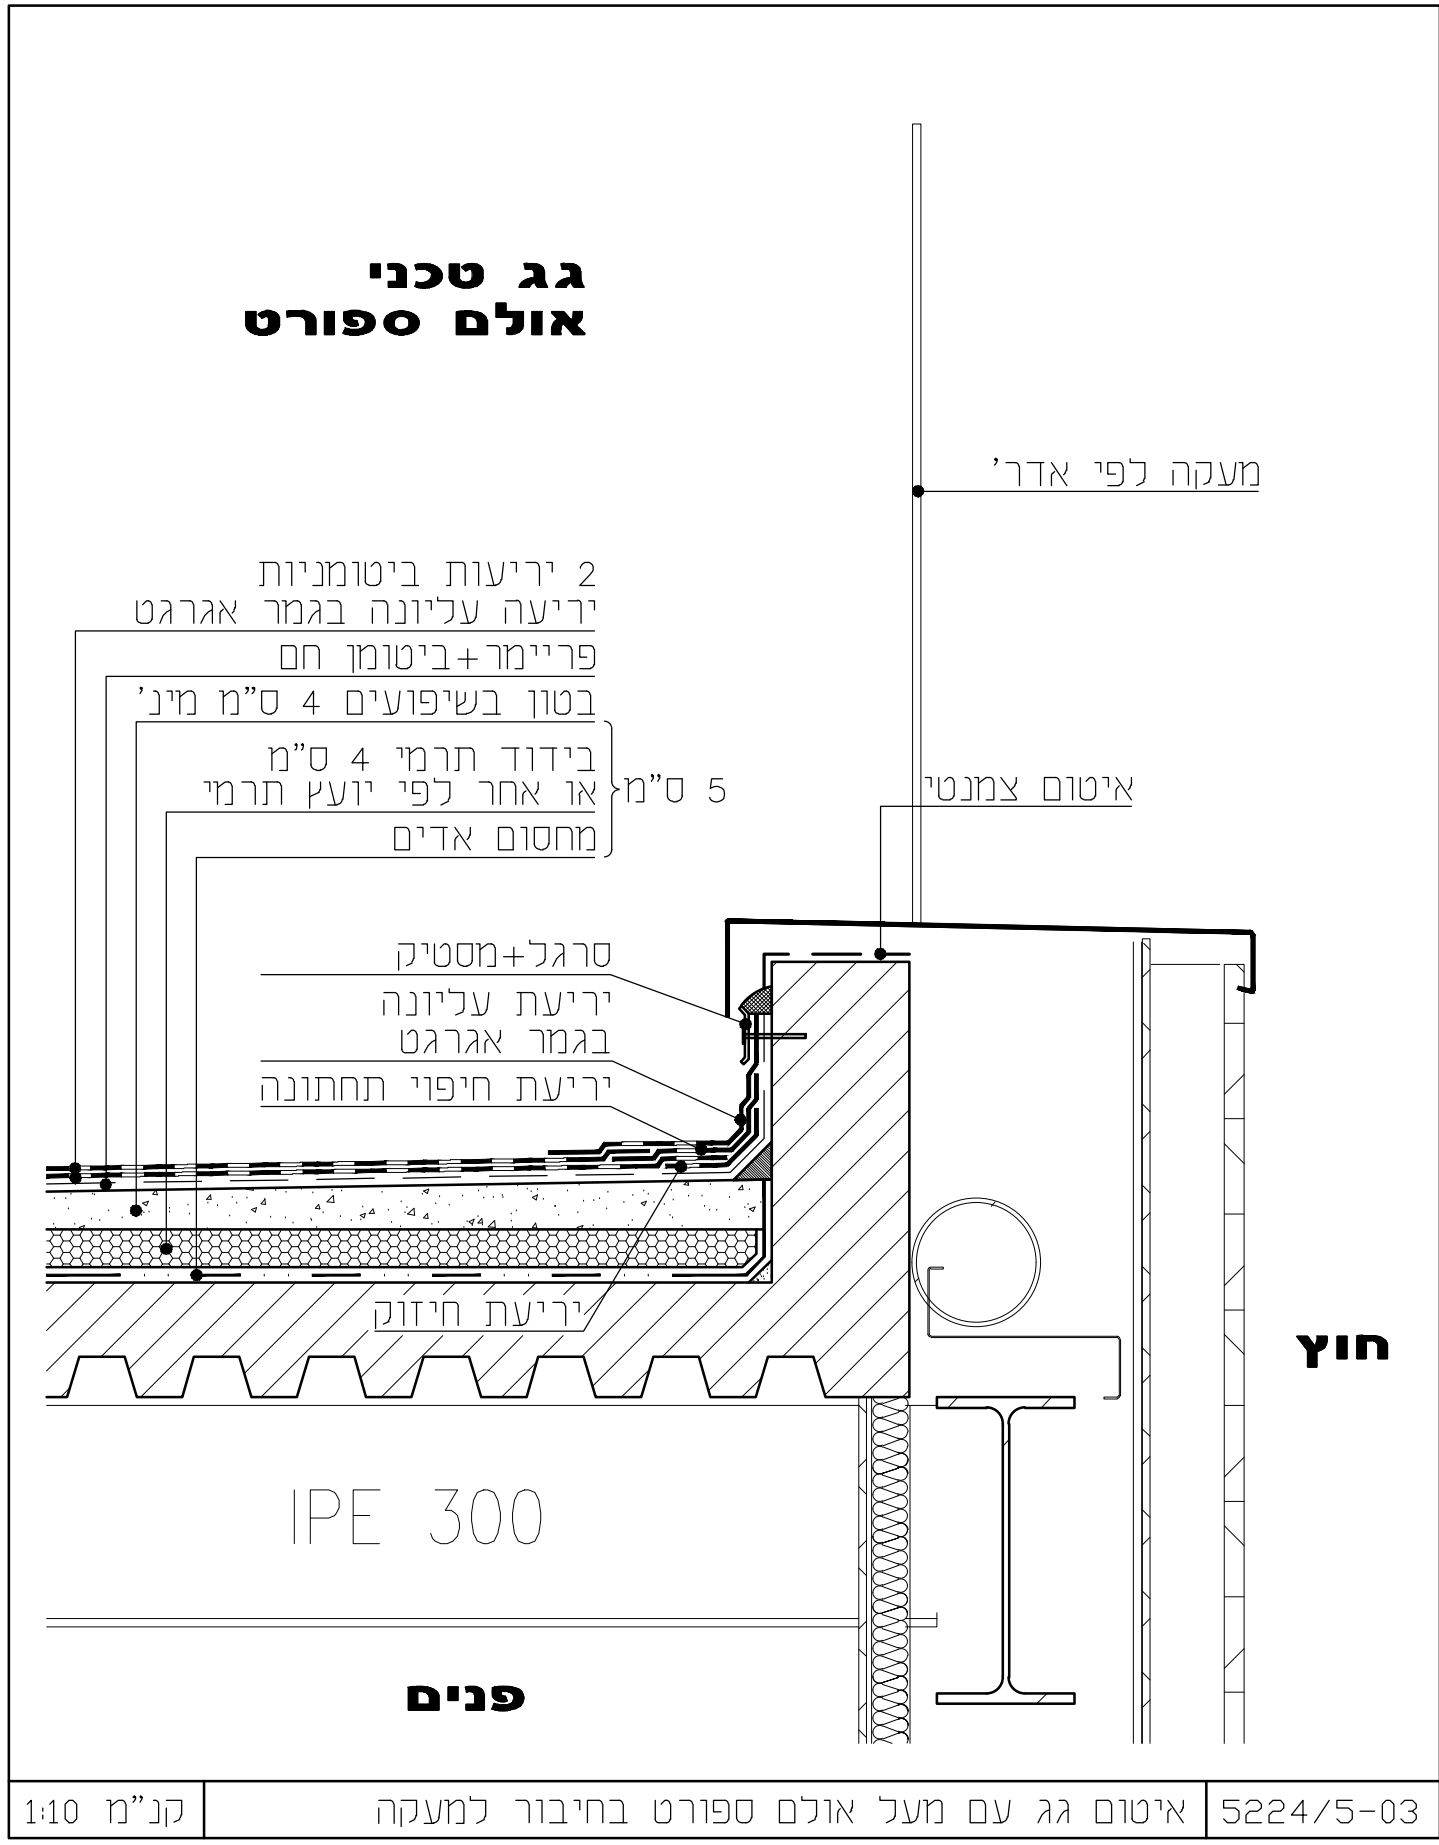 גג טכני
אולם ספורט
מעקה לפי אדר'
2 יריעות ביטומניות
יריעה עליונה בגמר אגרגט
פריימר+ביטומן חם
בטון בשיפועים 4 ס"מ מינ'
בידוד תרמי 4 ס"מ
או אחר לפי יועץ תרמי
5 ס"מ
מחסום אדים
איטום צמנטי
סרגל+מסטיק
יריעת עליונה
בגמר אגרגט
יריעת חיפוי תחתונה
יריעת חיזוק
חוץ
IPE 300
פנים
5224/5-03
איטום גג עם מעל אולם ספורט בחיבור למעקה
קנ"מ 1:10